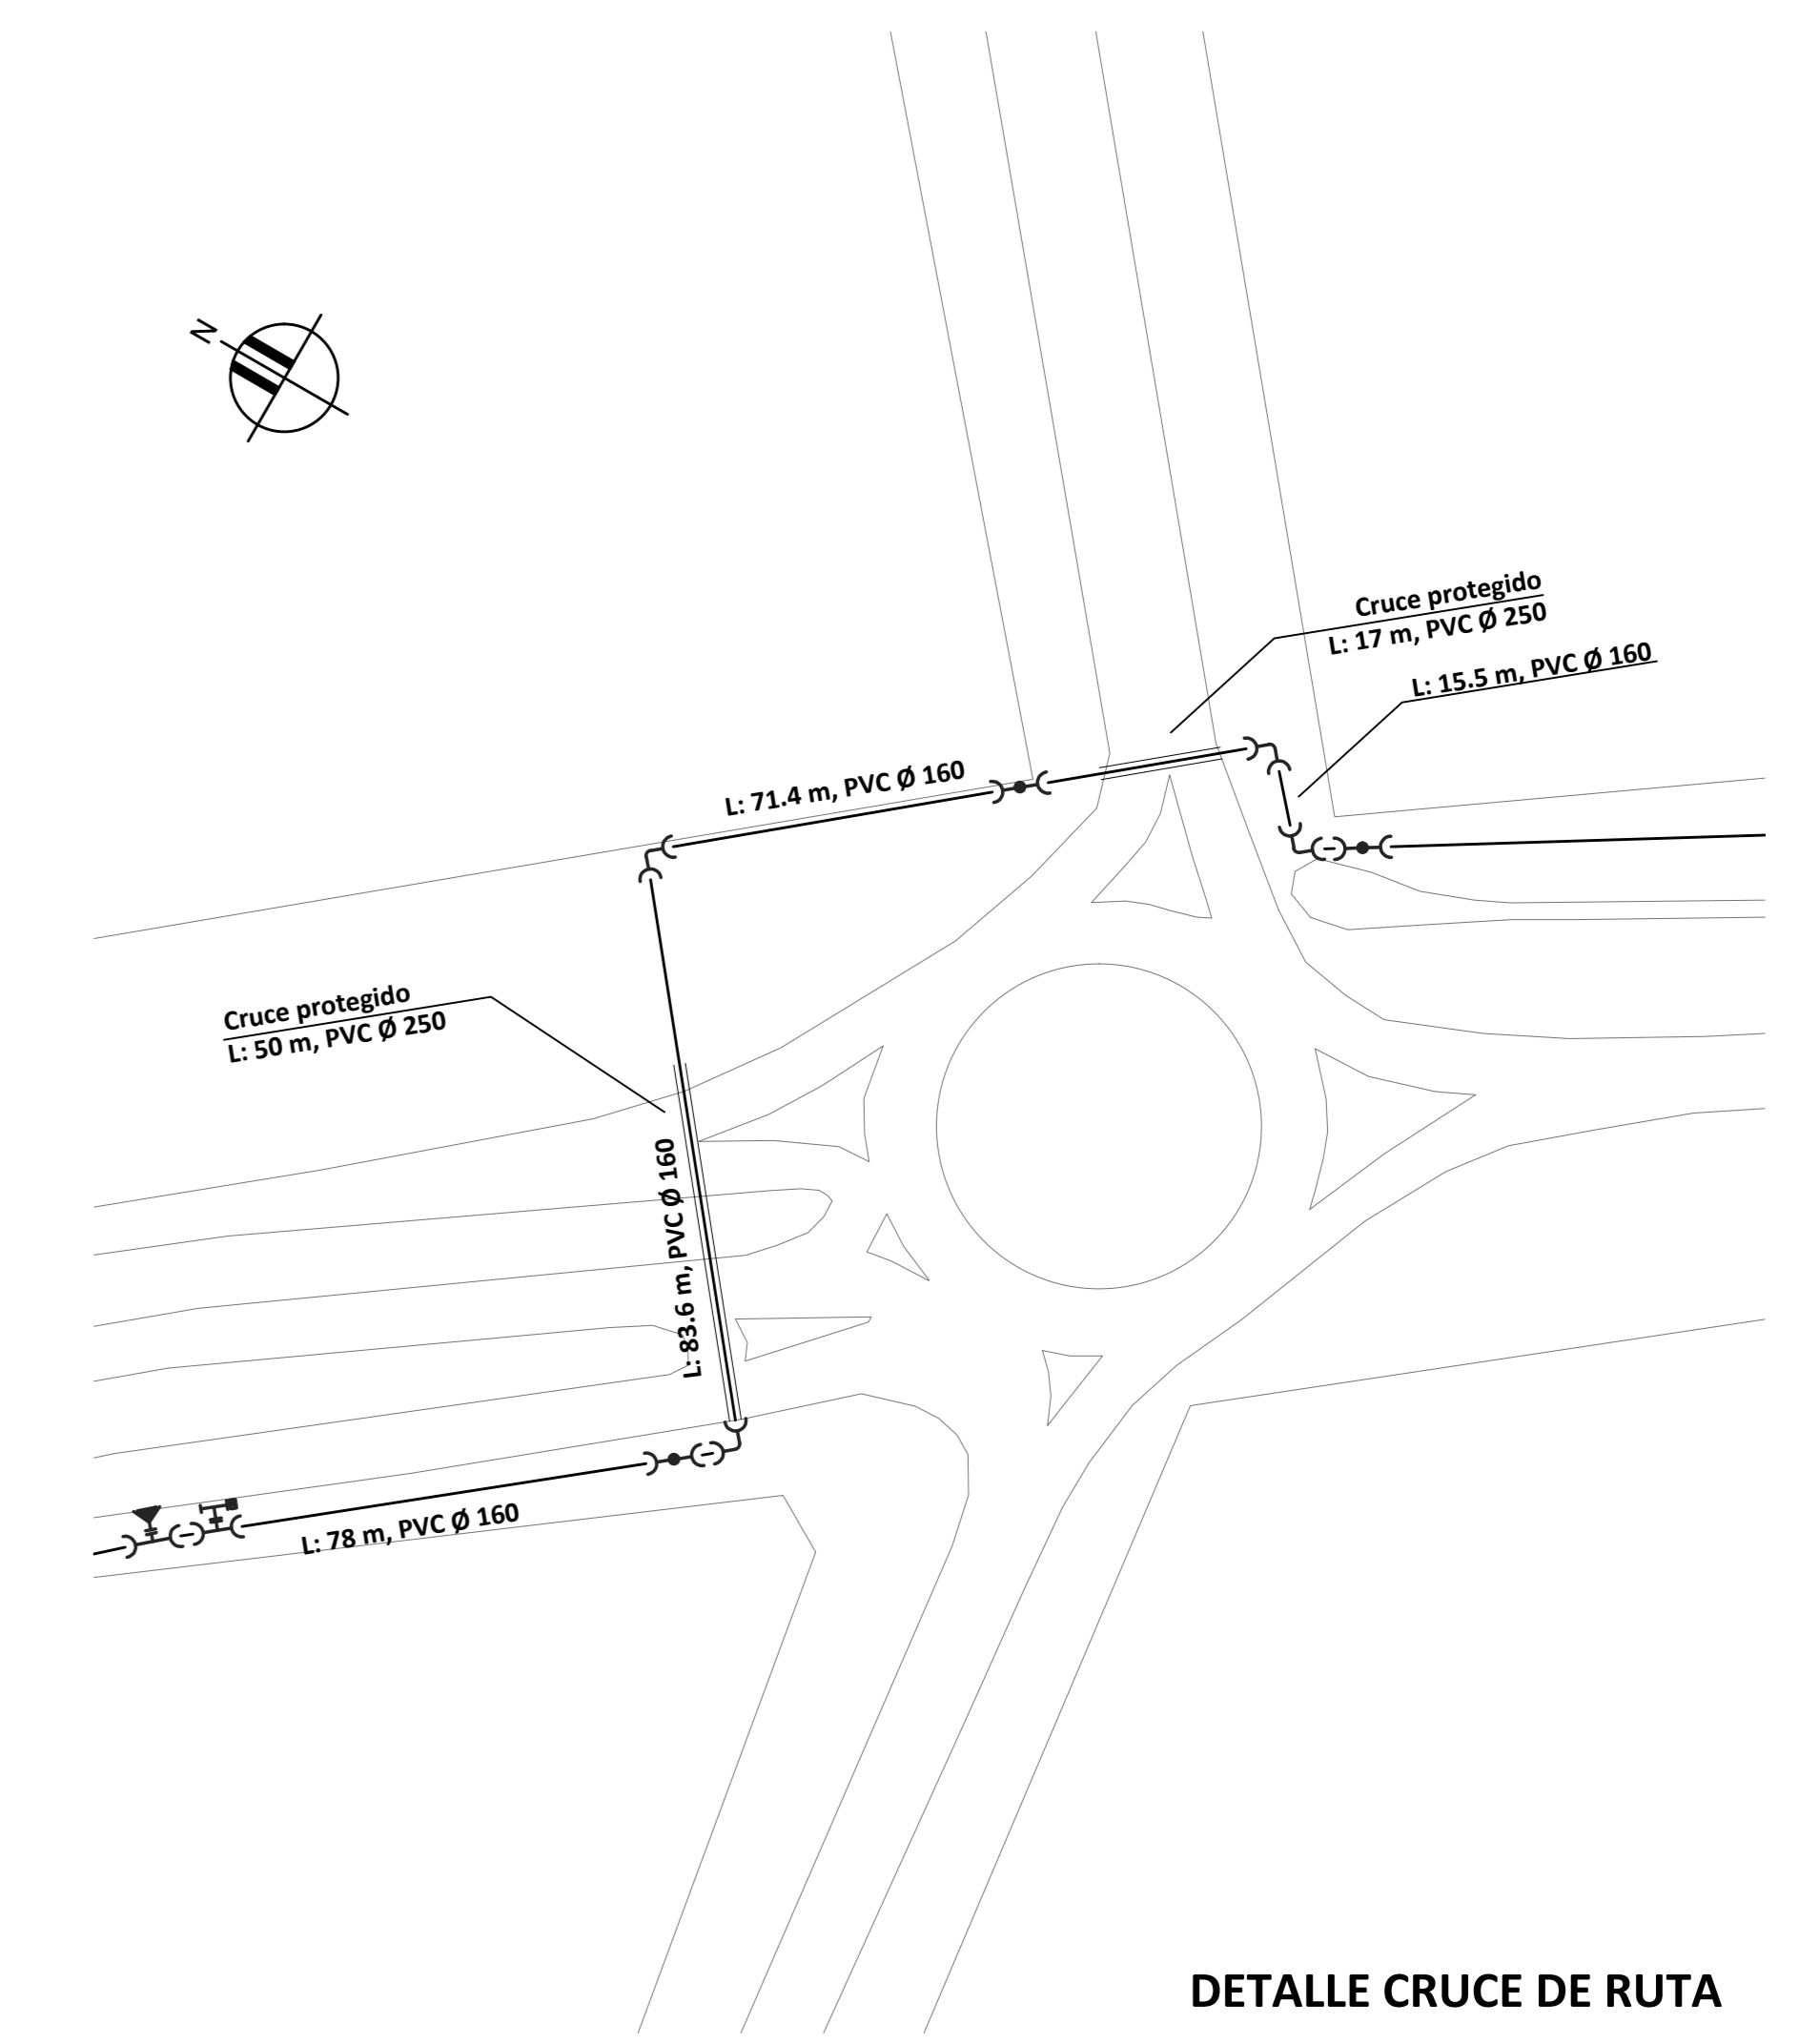 N
Cruce protegido
L: 17 m, PVC Ø 250
L: 15.5 m, PVC Ø 160
L: 71.4 m, PVC Ø 160
Cruce protegido
L: 50 m, PVC Ø 250
L: 83.6 m, PVC Ø 160
L: 78 m, PVC Ø 160
DETALLE CRUCE DE RUTA